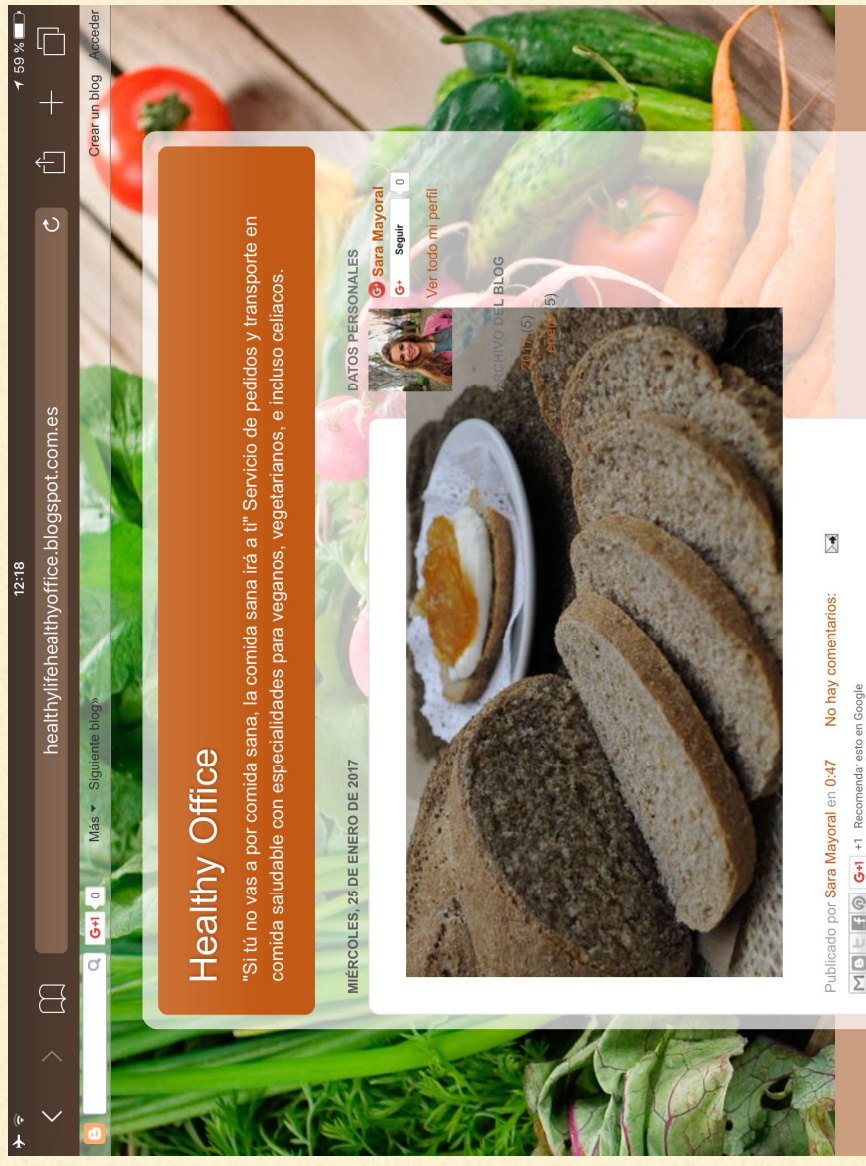 12:18
59 %
healthylifehealthyoffice.blogspot.com.es
G+1 0 Más Siguiente blog» Crear un blog Acceder
Healthy Office
"Si tú no vas a por comida sana, la comida sana irá a ti" Servicio de pedidos y transporte en
comida saludable con especialidades para veganos, vegetarianos, e incluso celiacos.
MIÉRCOLES, 25 DE ENERO DE 2017
Publicado por Sara Mayoral en 0:47 No hay comentarios:
G+1 +1 Recomendar esto en Google
DATOS PERSONALES
Sara Mayoral
G+ Seguir 0
Ver todo mi perfil
ARCHIVO DEL BLOG
2017 (5)
enero (5)